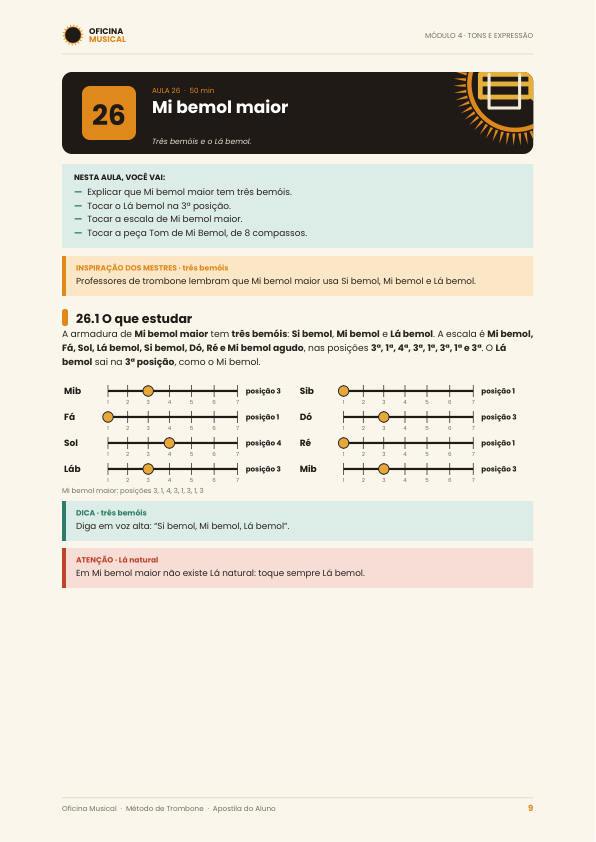 OFICINA
MUSICAL
MÓDULO 4 · TONS E EXPRESSÃO
26
AULA 26 · 50 min
Mi bemol maior
Três bemóis e o Lá bemol.
NESTA AULA, VOCÊ VAI:
— Explicar que Mi bemol maior tem três bemóis.
— Tocar o Lá bemol na 3ª posição.
— Tocar a escala de Mi bemol maior.
— Tocar a peça Tom de Mi Bemol, de 8 compassos.
INSPIRAÇÃO DOS MESTRES · três bemóis
Professores de trombone lembram que Mi bemol maior usa Si bemol, Mi bemol e Lá bemol.
26.1 O que estudar
A armadura de Mi bemol maior tem três bemóis: Si bemol, Mi bemol e Lá bemol. A escala é Mi bemol,
Fá, Sol, Lá bemol, Si bemol, Dó, Ré e Mi bemol agudo, nas posições 3ª, 1ª, 4ª, 3ª, 1ª, 3ª, 1ª e 3ª. O Lá
bemol sai na 3ª posição, como o Mi bemol.
Mib posição 3
1 2 3 4 5 6 7
Fá posição 1
1 2 3 4 5 6 7
Sol posição 4
1 2 3 4 5 6 7
Láb posição 3
1 2 3 4 5 6 7
Sib posição 1
1 2 3 4 5 6 7
Dó posição 3
1 2 3 4 5 6 7
Ré posição 1
1 2 3 4 5 6 7
Mib posição 3
1 2 3 4 5 6 7
Mi bemol maior: posições 3, 1, 4, 3, 1, 3, 1, 3
DICA · três bemóis
Diga em voz alta: “Si bemol, Mi bemol, Lá bemol”.
ATENÇÃO · Lá natural
Em Mi bemol maior não existe Lá natural: toque sempre Lá bemol.
Oficina Musical · Método de Trombone · Apostila do Aluno
9